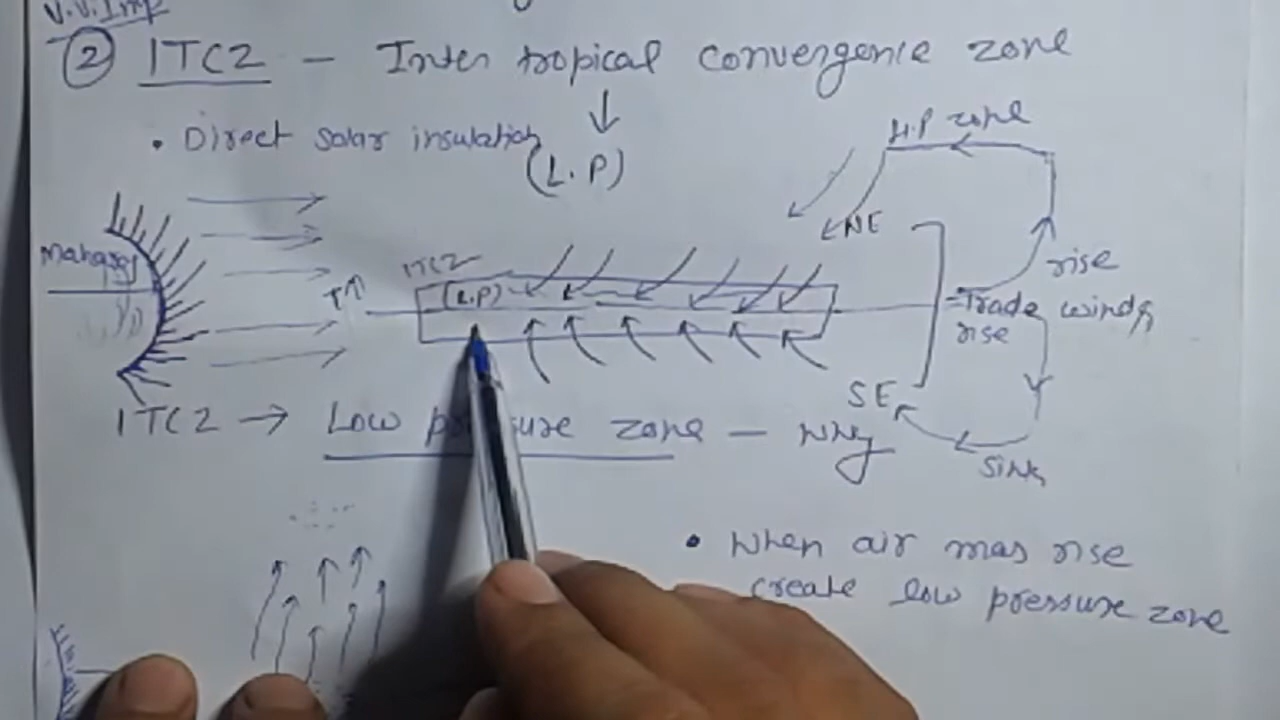 V.V.Imp
② ITCZ - Inter tropical convergence zone
• Direct solar insulation
(L.P)
H.P zone
NE
ITCZ
(L.P)
T↑
rise
Trade winds
rise
SE
sink
ITCZ → Low pressure zone - Why
• When air mas rise
create low pressure zone